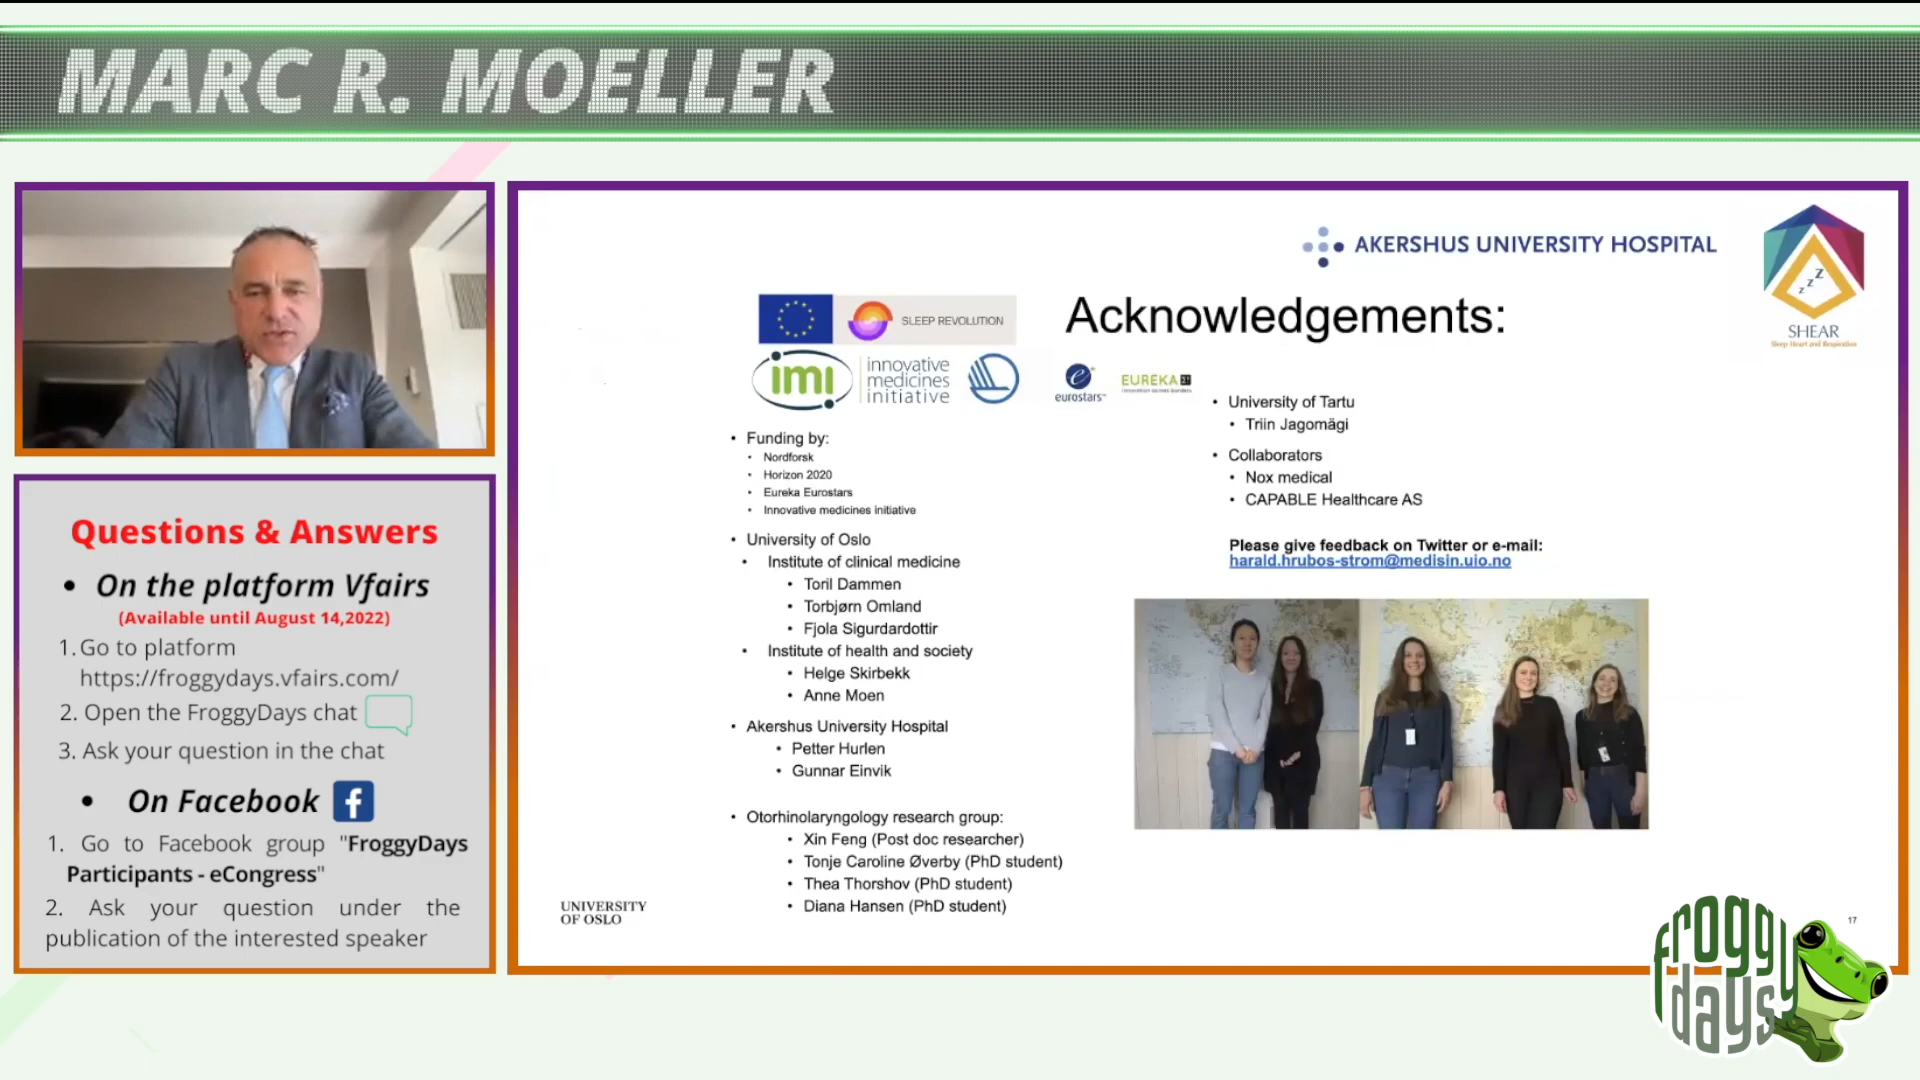 MARC R. MOELLER
Questions & Answers
• On the platform Vfairs
(Available until August 14,2022)
1. Go to platform
https://froggydays.vfairs.com/
2. Open the FroggyDays chat
3. Ask your question in the chat
• On Facebook f
1. Go to Facebook group "FroggyDays
Participants - eCongress"
2. Ask your question under the
publication of the interested speaker
AKERSHUS UNIVERSITY HOSPITAL
z z z
SHEAR
Sleep Heart and Respiration
SLEEP REVOLUTION
Acknowledgements:
imi
innovative
medicines
initiative
e
eurostars™
EUREKA
• Funding by:
• Nordforsk
• Horizon 2020
• Eureka Eurostars
• Innovative medicines initiative
• University of Oslo
• Institute of clinical medicine
• Toril Dammen
• Torbjørn Omland
• Fjola Sigurdardottir
• Institute of health and society
• Helge Skirbekk
• Anne Moen
• Akershus University Hospital
• Petter Hurlen
• Gunnar Einvik
• Otorhinolaryngology research group:
• Xin Feng (Post doc researcher)
• Tonje Caroline Øverby (PhD student)
• Thea Thorshov (PhD student)
• Diana Hansen (PhD student)
• University of Tartu
• Triin Jagomägi
• Collaborators
• Nox medical
• CAPABLE Healthcare AS
Please give feedback on Twitter or e-mail:
harald.hrubos-strom@medisin.uio.no
UNIVERSITY
OF OSLO
17
froggy
days